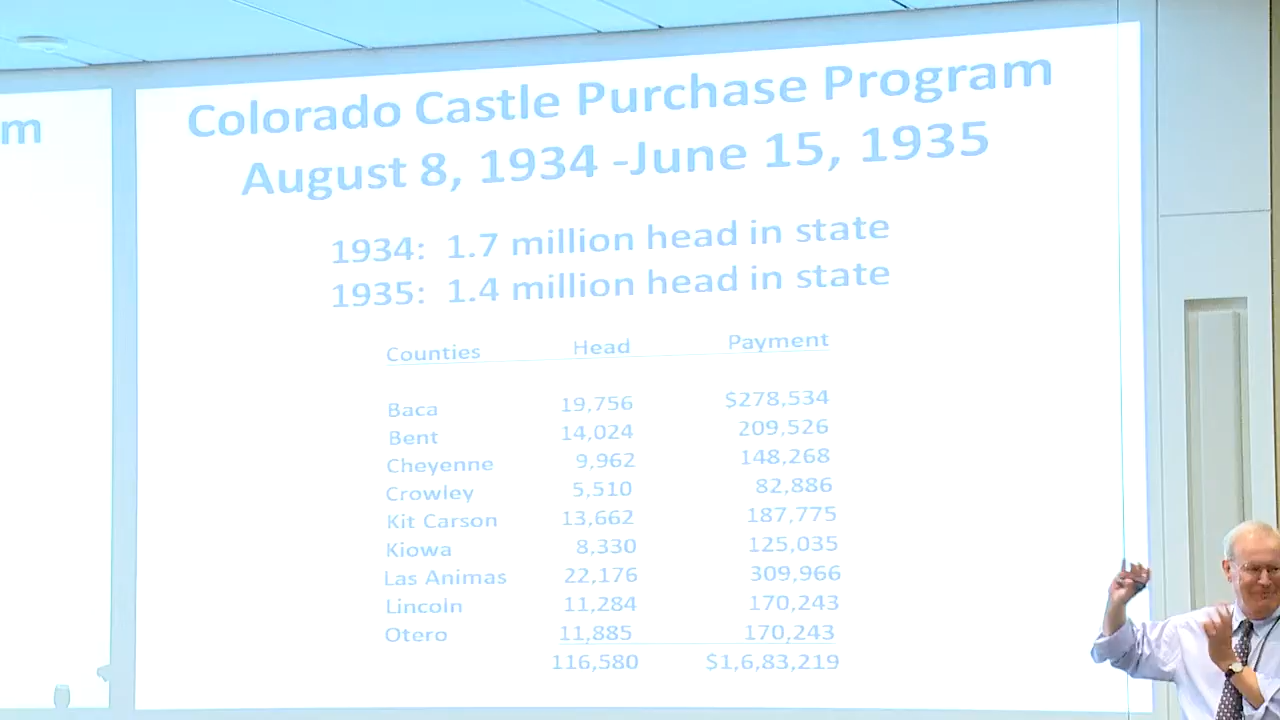 m
Colorado Castle Purchase Program
August 8, 1934 -June 15, 1935
1934: 1.7 million head in state
1935: 1.4 million head in state
Counties Head Payment
Baca 19,756 $278,534
Bent 14,024 209,526
Cheyenne 9,962 148,268
Crowley 5,510 82,886
Kit Carson 13,662 187,775
Kiowa 8,330 125,035
Las Animas 22,176 309,966
Lincoln 11,284 170,243
Otero 11,885 170,243
116,580 $1,6,83,219